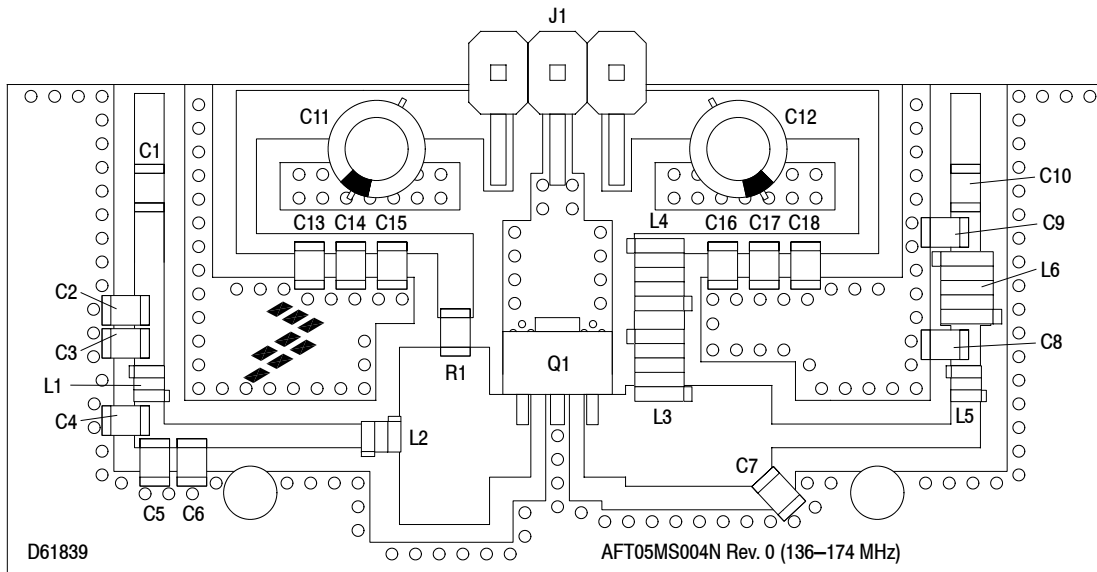 J1
C11
C12
C1
C10
C13 C14 C15
L4
C16 C17 C18
C9
L6
C2
C3
L1
C4
R1
Q1
C8
L3
L5
L2
C7
C5 C6
D61839
AFT05MS004N Rev. 0 (136–174 MHz)